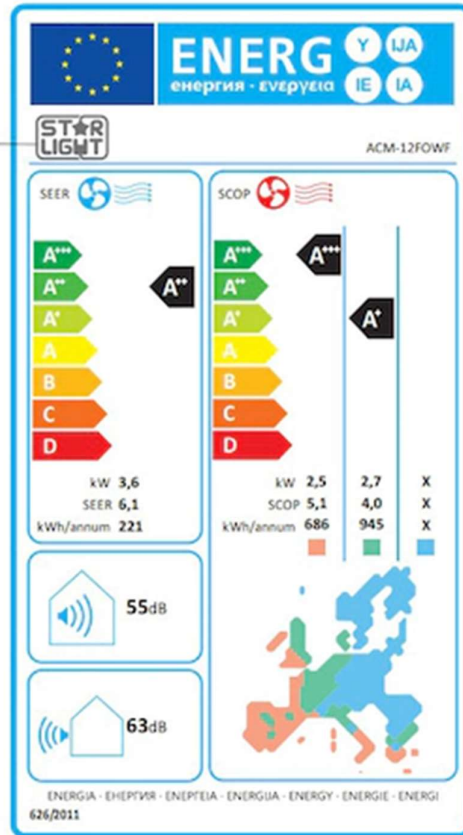 ENERG Y IJA
енергия · ενεργεια IE IA
STAR
LIGHT
ACM-12FOWF
SEER
SCOP
A+++
A++
A+
A
B
C
D
A++
A+++
A++
A+
A
B
C
D
A+++
A+
kW 3,6
SEER 6,1
kWh/annum 221
kW 2,5 2,7 X
SCOP 5,1 4,0 X
kWh/annum 686 945 X
55dB
63dB
ENERGIA · ЕНЕРГИЯ · ΕΝΕΡΓΕΙΑ · ENERGIJA · ENERGY · ENERGIE · ENERGI
626/2011